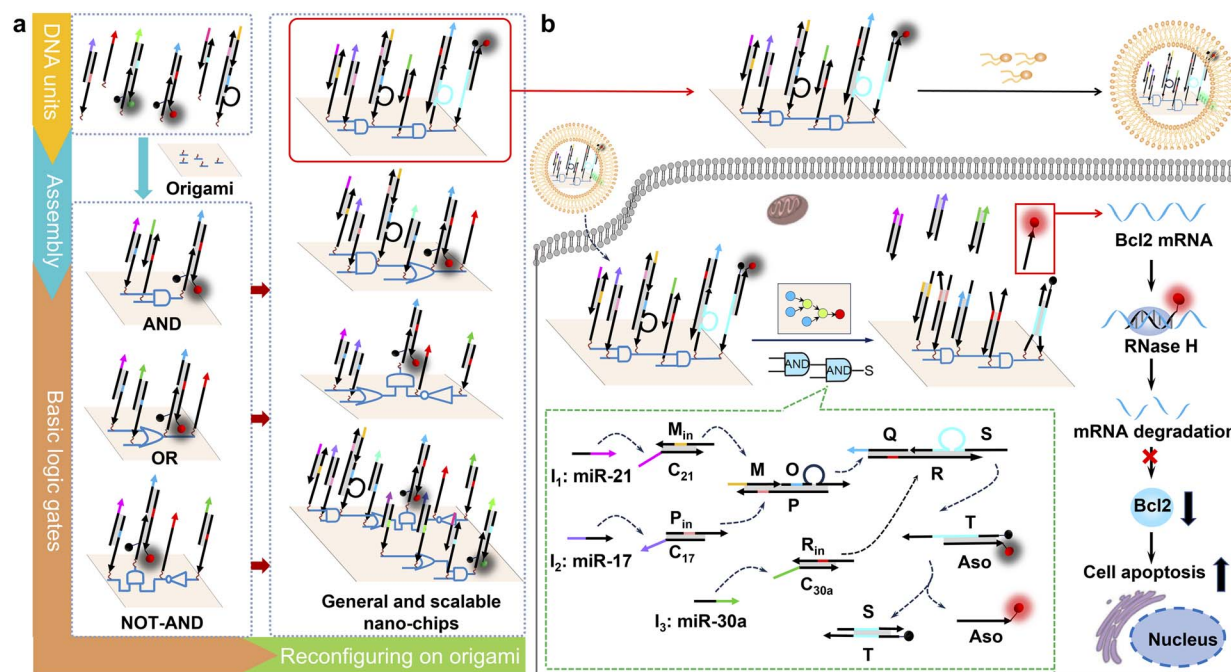 a
DNA units
Assembly
Basic logic gates
Origami
AND
OR
NOT-AND
General and scalable
nano-chips
Reconfiguring on origami
b
Bcl2 mRNA
RNase H
mRNA degradation
Bcl2
Cell apoptosis
Nucleus
AND
AND
S
I₁: miR-21
Mᵢₙ
C₂₁
M
O
P
Q
S
R
I₂: miR-17
Pᵢₙ
C₁₇
Rᵢₙ
C₃₀ₐ
I₃: miR-30a
T
Aso
S
T
Aso